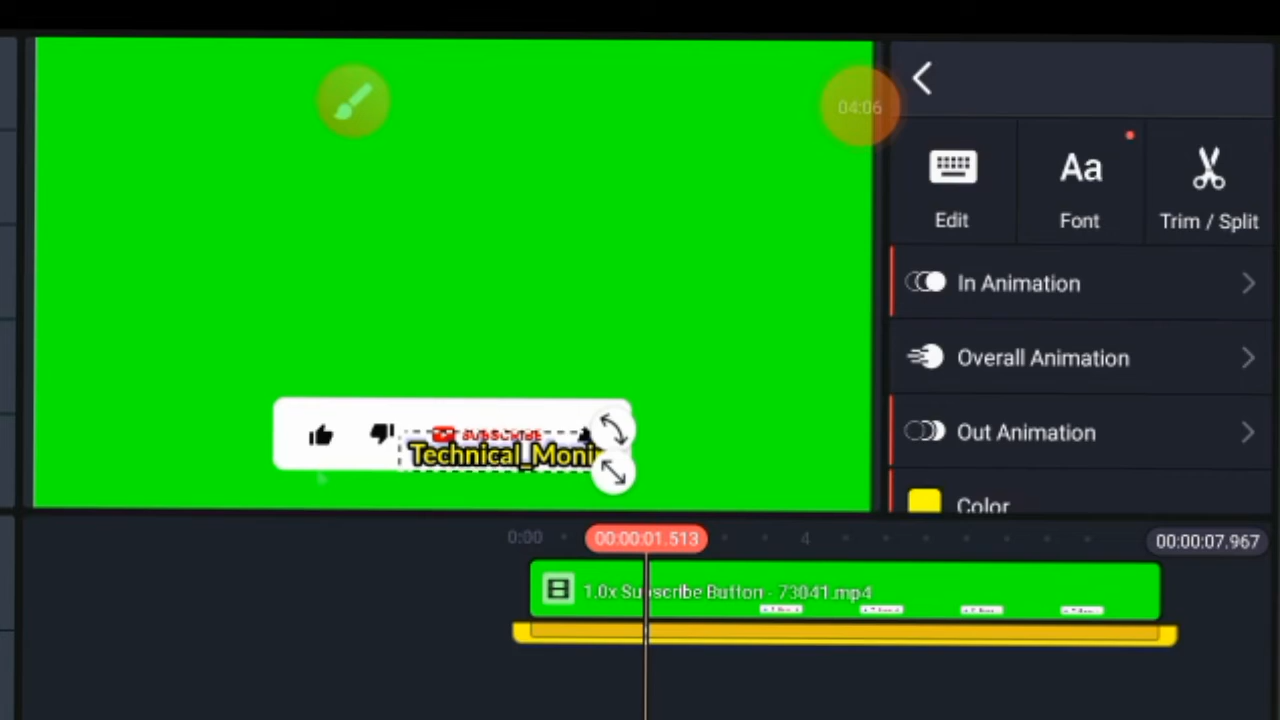 04:06
Edit
Font
Aa
Trim / Split
In Animation
Overall Animation
Out Animation
Color
SUBSCRIBE
Technical_Moni
0:00
00:00:01.513
4
00:00:07.967
1.0x Subscribe Button - 73041.mp4